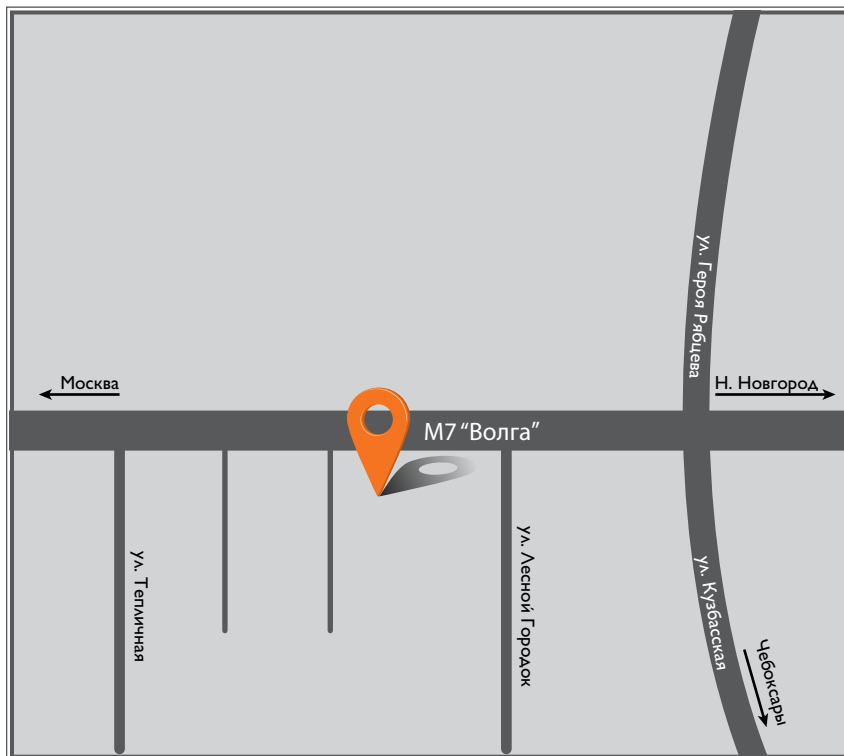 ул. Героя Рябцева
Москва
Н. Новгород
М7 “Волга”
ул. Тепличная
ул. Лесной Городок
ул. Кузбасская
Чебоксары